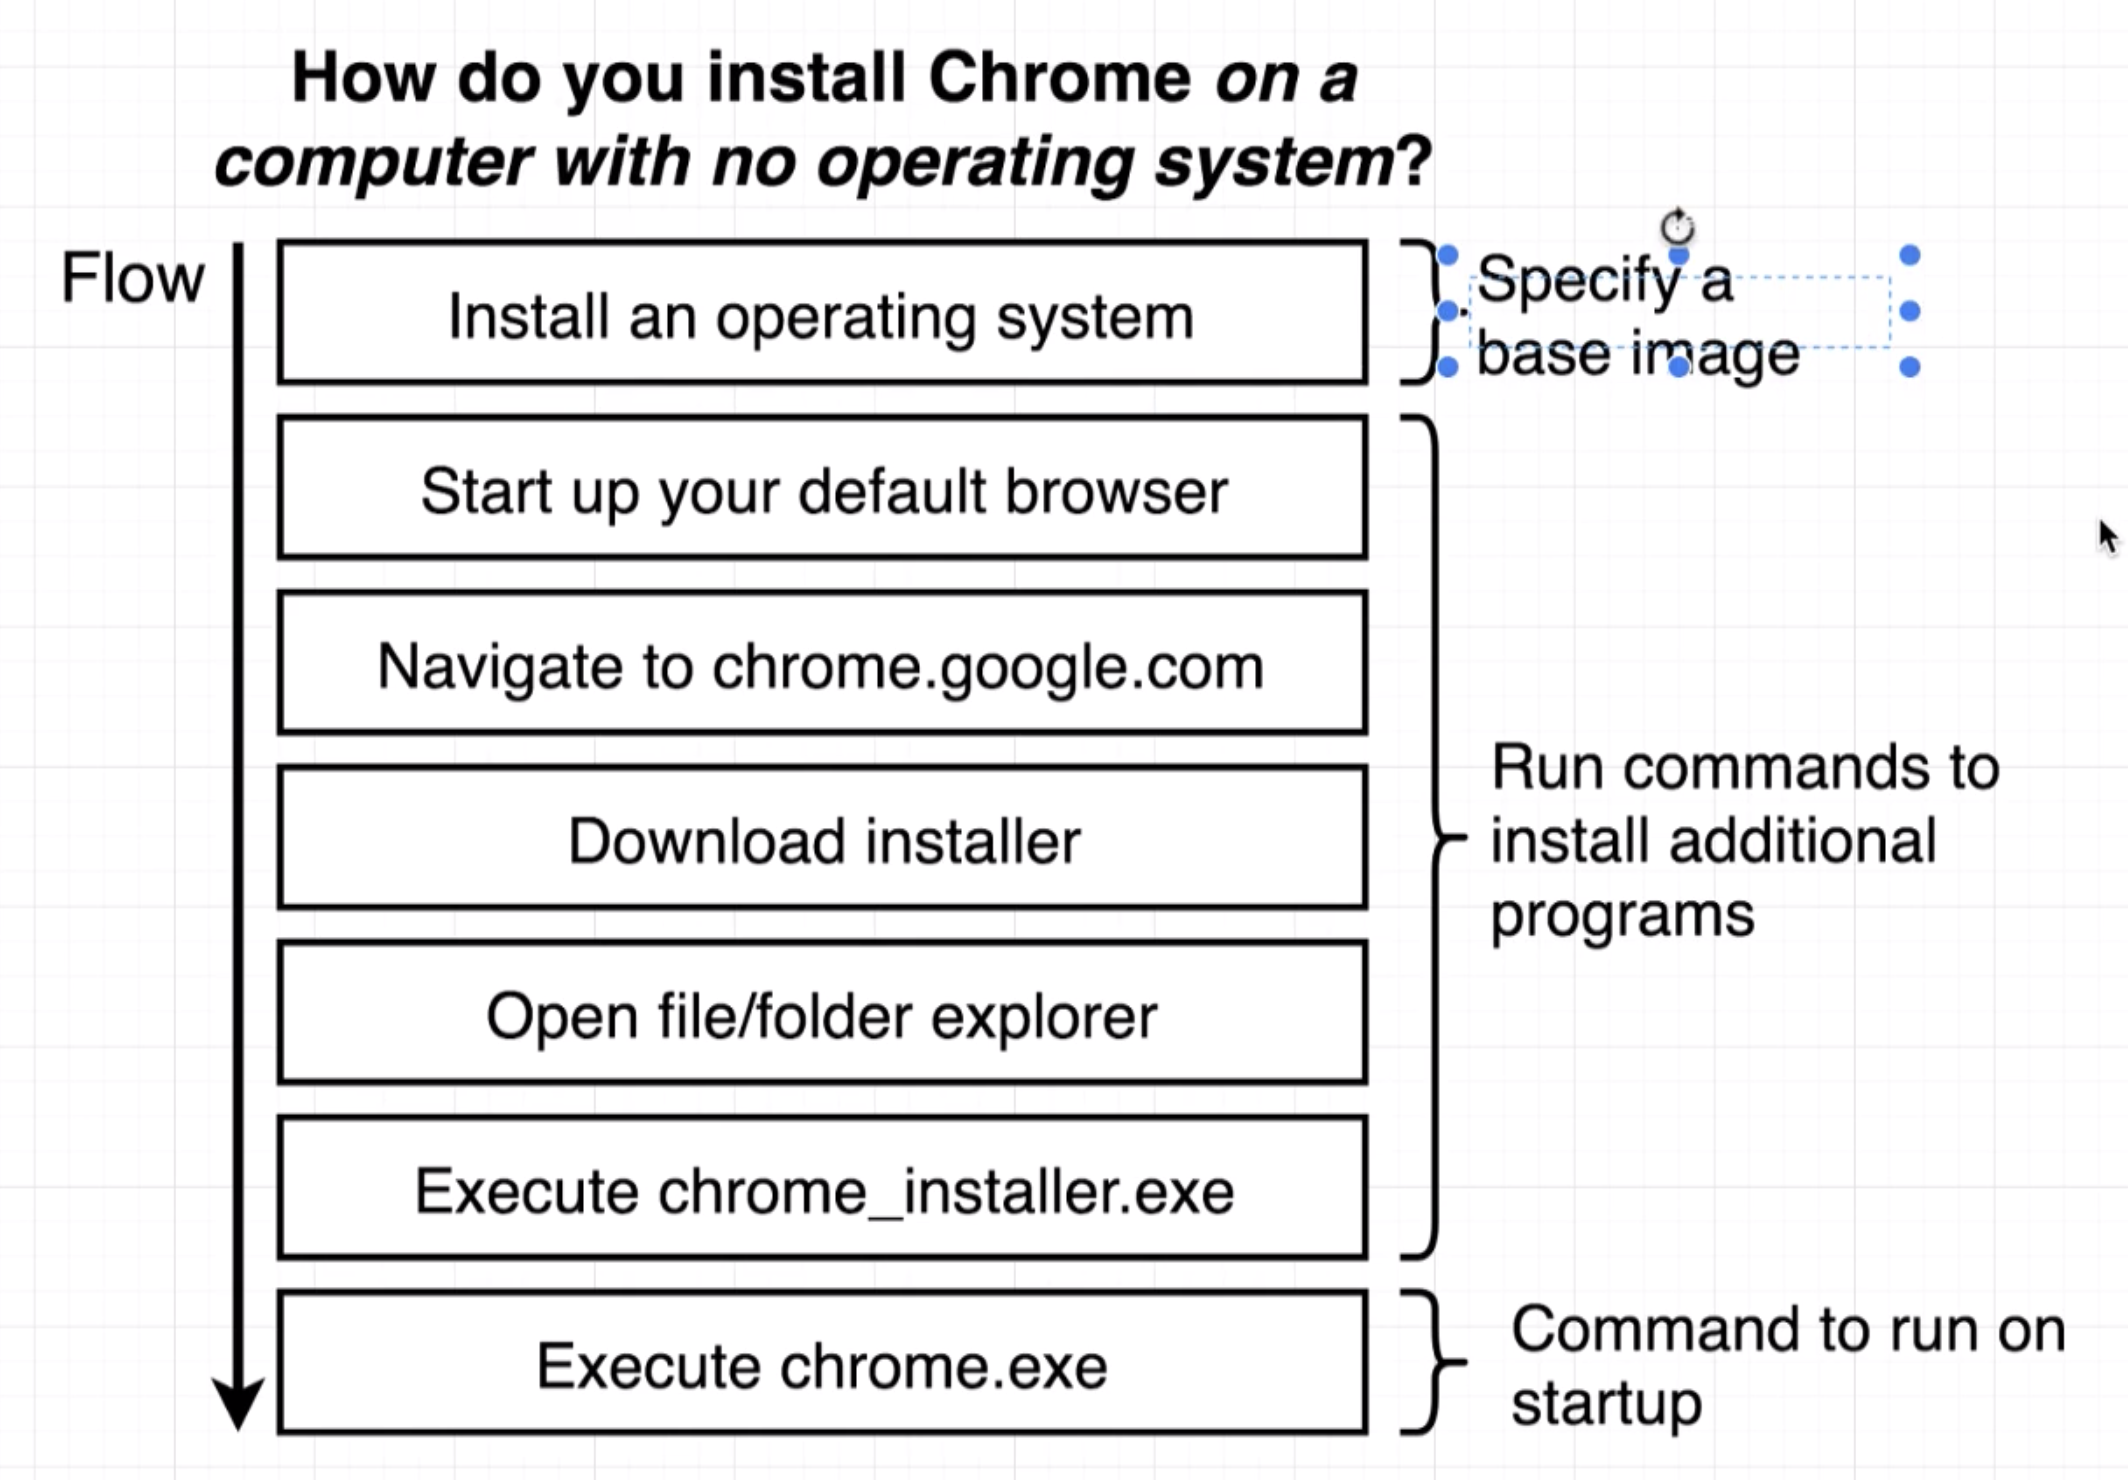 How do you install Chrome on a
computer with no operating system?
Flow
Install an operating system
Specify a
base image
Start up your default browser
Navigate to chrome.google.com
Download installer
Open file/folder explorer
Execute chrome_installer.exe
Run commands to
install additional
programs
Execute chrome.exe
Command to run on
startup